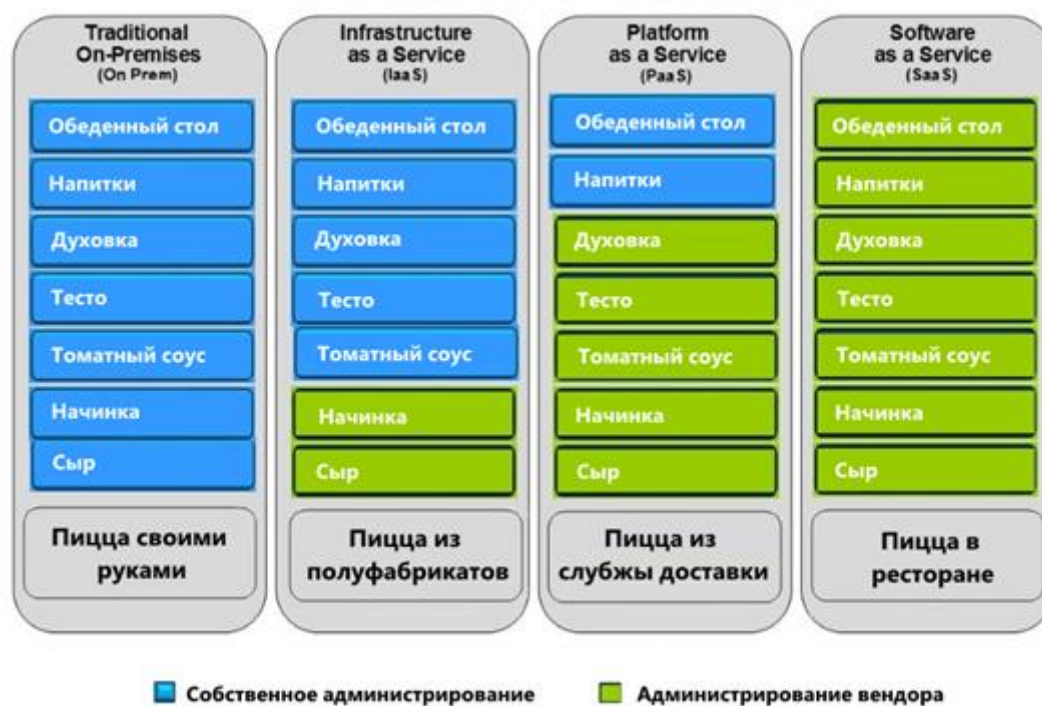 Traditional
On-Premises
(On Prem)
Обеденный стол
Напитки
Духовка
Тесто
Томатный соус
Начинка
Сыр
Пицца своими
руками
Infrastructure
as a Service
(IaaS)
Обеденный стол
Напитки
Духовка
Тесто
Томатный соус
Начинка
Сыр
Пицца из
полуфабрикатов
Platform
as a Service
(PaaS)
Обеденный стол
Напитки
Духовка
Тесто
Томатный соус
Начинка
Сыр
Пицца из
слубжы доставки
Software
as a Service
(SaaS)
Обеденный стол
Напитки
Духовка
Тесто
Томатный соус
Начинка
Сыр
Пицца в
ресторане
Собственное администрирование
Администрирование вендора